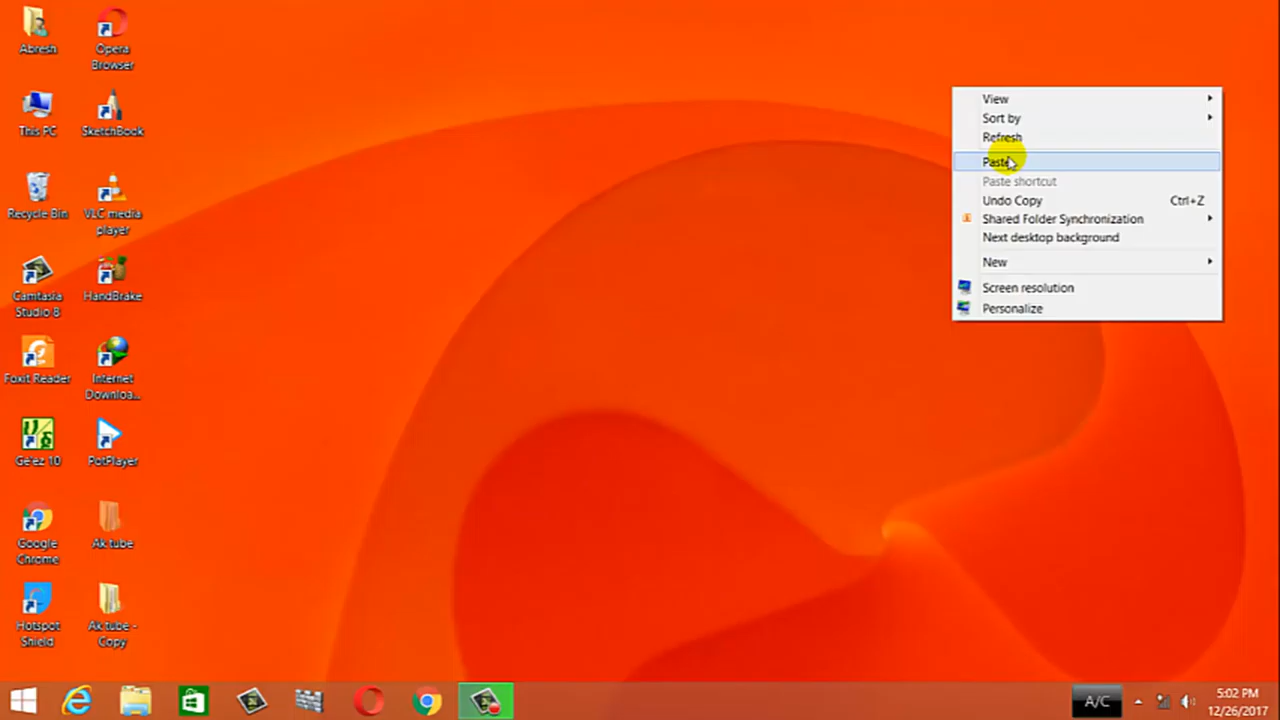 Abresh
Opera
Browser
This PC
SketchBook
Recycle Bin
VLC media
player
Camtasia
Studio 8
HandBrake
Foxit Reader
Internet
Downloa...
Ge'ez 10
PotPlayer
Google
Chrome
Ak tube
Hotspot
Shield
Ak tube -
Copy
View
Sort by
Refresh
Paste
Paste shortcut
Undo Copy Ctrl+Z
Shared Folder Synchronization
Next desktop background
New
Screen resolution
Personalize
A/C
5:02 PM
12/26/2017